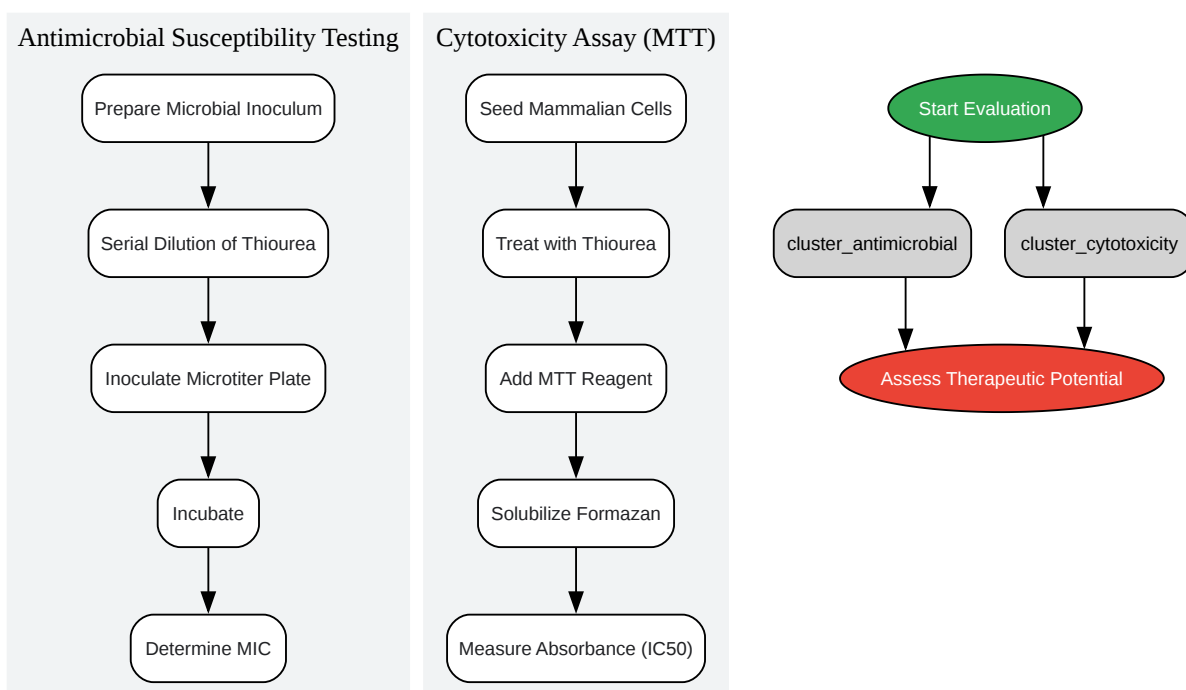 Antimicrobial Susceptibility Testing
Prepare Microbial Inoculum
Serial Dilution of Thiourea
Inoculate Microtiter Plate
Incubate
Determine MIC
Cytotoxicity Assay (MTT)
Seed Mammalian Cells
Treat with Thiourea
Add MTT Reagent
Solubilize Formazan
Measure Absorbance (IC50)
Start Evaluation
cluster_antimicrobial
cluster_cytotoxicity
Assess Therapeutic Potential